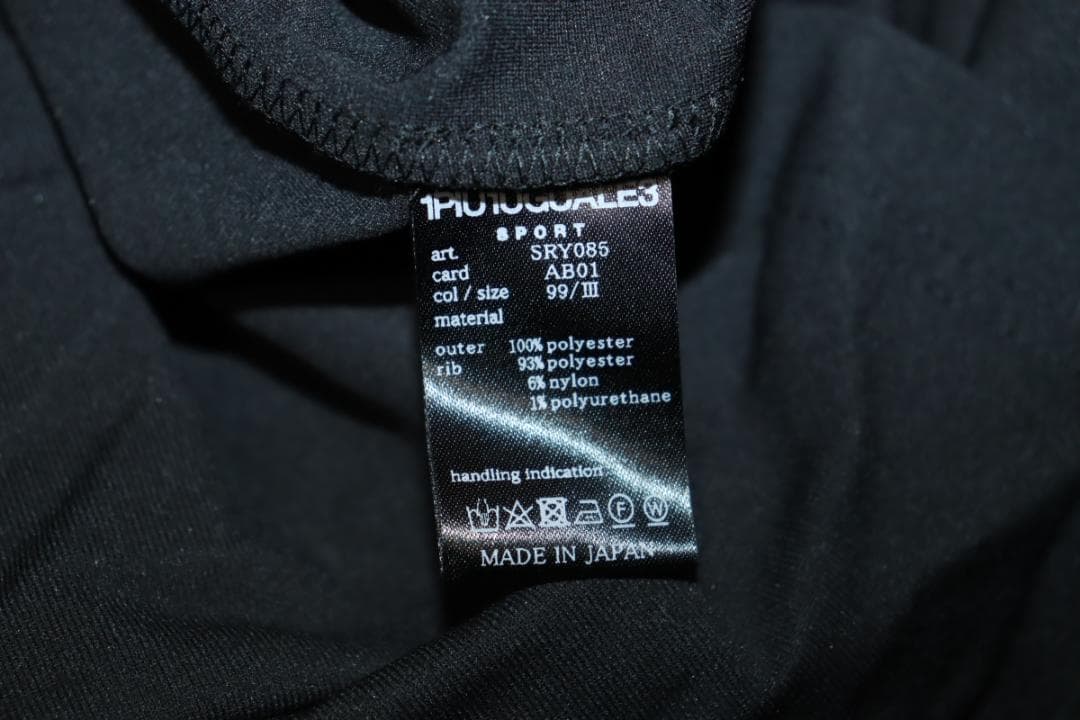 1PIU1UGUALE3
SPORT
art. SRY085
card AB01
col / size 99/III
material
outer 100% polyester
rib 93% polyester
6% nylon
1% polyurethane
handling indication
F W
MADE IN JAPAN